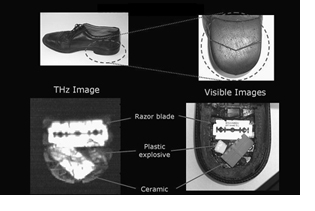 THz Image
Visible Images
Razor blade
Plastic
explosive
Ceramic